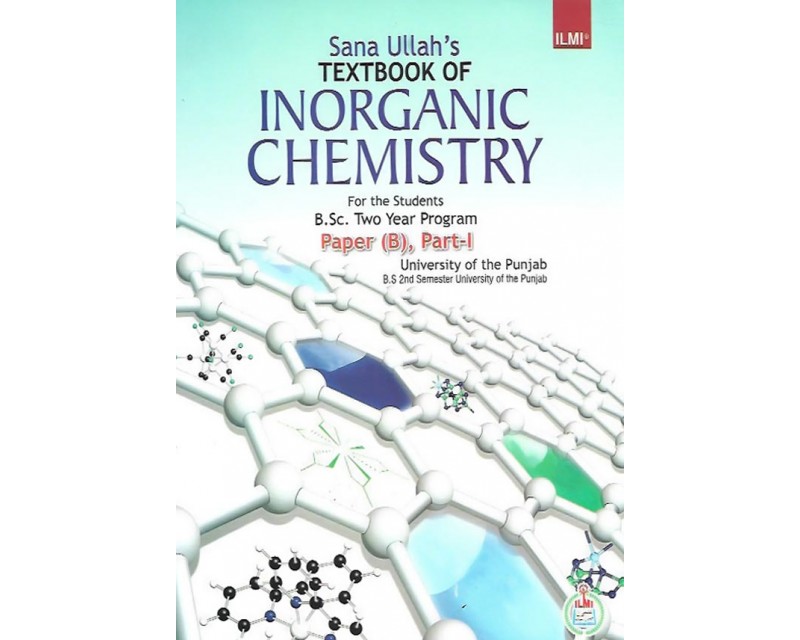 ILMI®
Sana Ullah's
TEXTBOOK OF
INORGANIC
CHEMISTRY
For the Students
B.Sc. Two Year Program
Paper (B), Part-I
University of the Punjab
B.S 2nd Semester University of the Punjab
ILMI